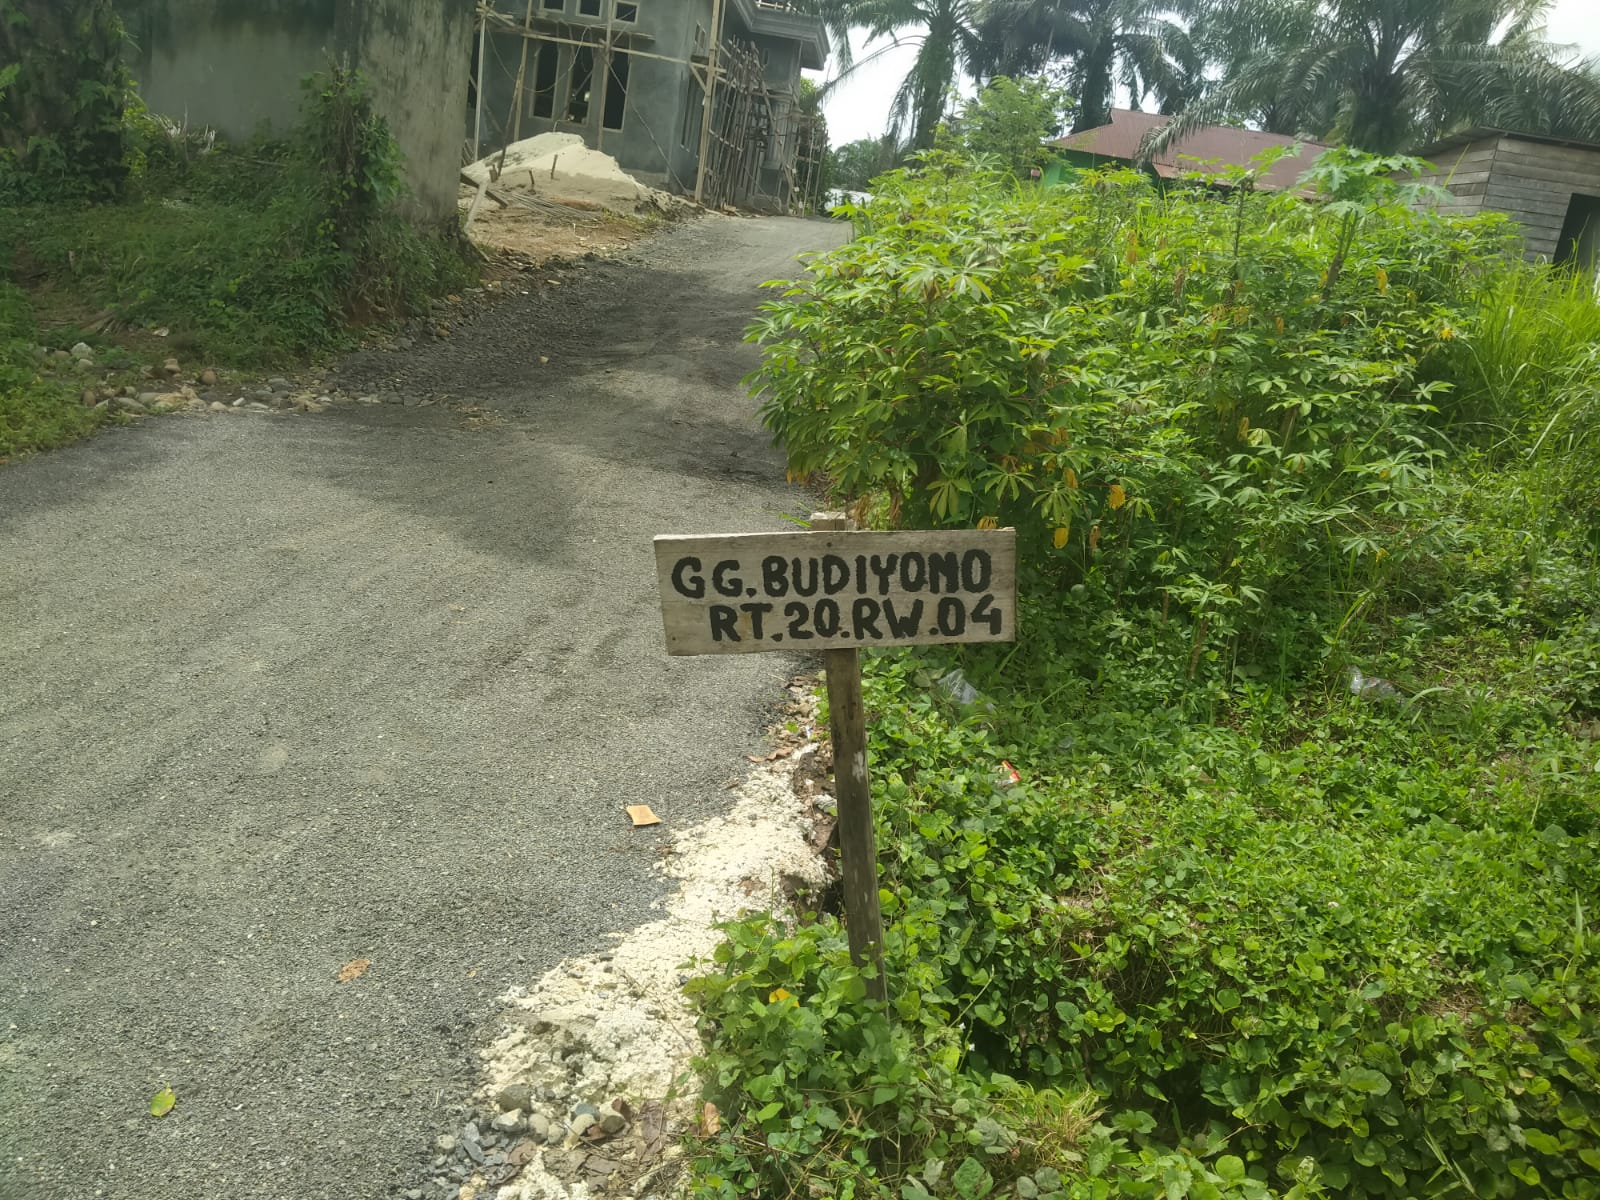 GG. BUDIYONO
RT. 20. RW. 04